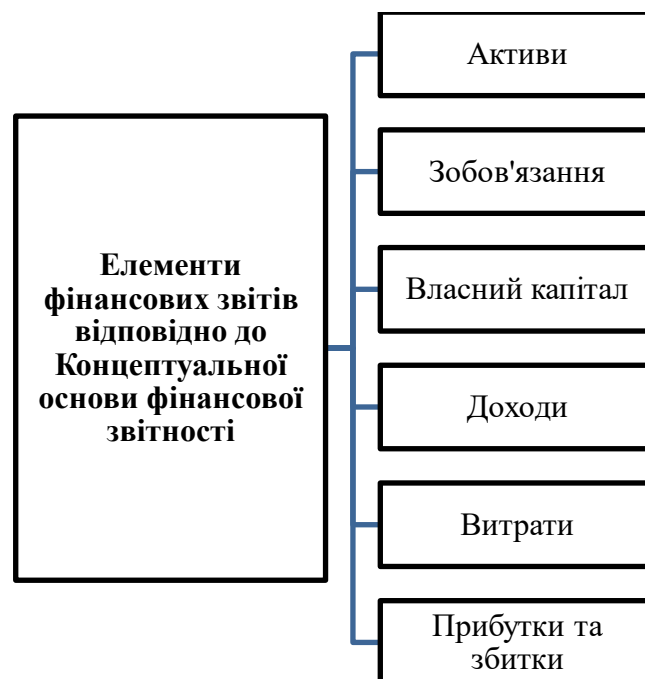 Елементи
фінансових звітів
відповідно до
Концептуальної
основи фінансової
звітності
Активи
Зобов'язання
Власний капітал
Доходи
Витрати
Прибутки та
збитки